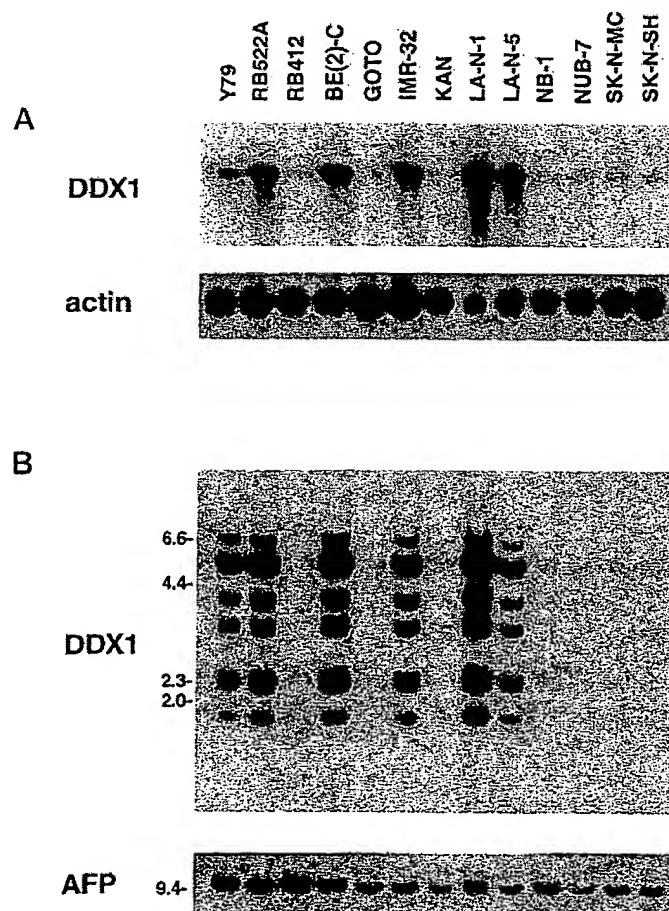 Y79 RB522A RB412 BE(2)-C GOTO IMR-32 KAN LA-N-1 LA-N-5 NB-1 NUB-7 SK-N-MC SK-N-SH
A
DDX1
actin
B
6.6-
4.4-
DDX1
2.3-
2.0-
AFP 9.4-